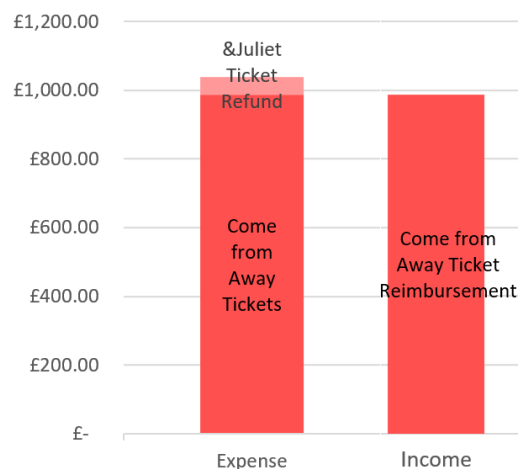 £1,200.00
£1,000.00
£800.00
£600.00
£400.00
£200.00
£-
&Juliet
Ticket
Refund
Come
from
Away
Tickets
Come from
Away Ticket
Reimbursement
Expense
Income